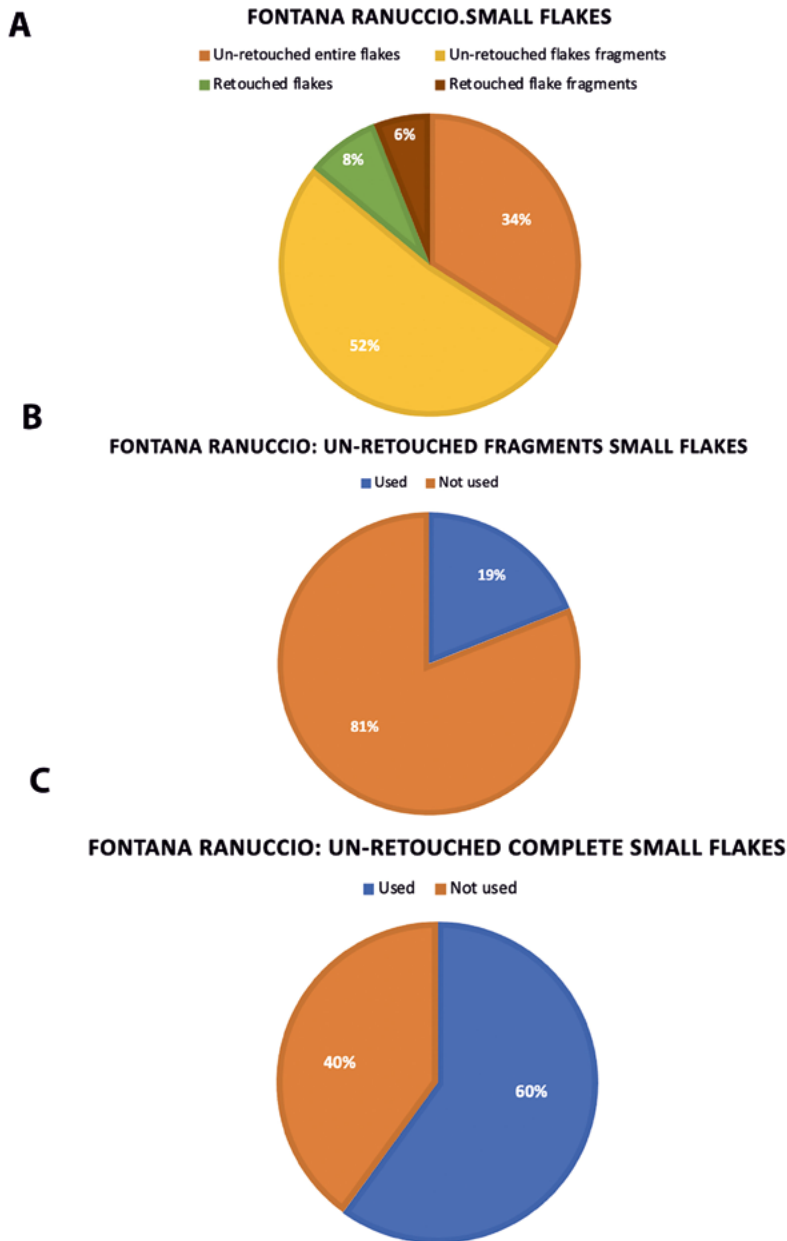 A
FONTANA RANUCCIO.SMALL FLAKES
Un-retouched entire flakes Un-retouched flakes fragments
Retouched flakes Retouched flake fragments
6%
8%
34%
52%
B
FONTANA RANUCCIO: UN-RETOUCHED FRAGMENTS SMALL FLAKES
Used Not used
19%
81%
C
FONTANA RANUCCIO: UN-RETOUCHED COMPLETE SMALL FLAKES
Used Not used
40%
60%